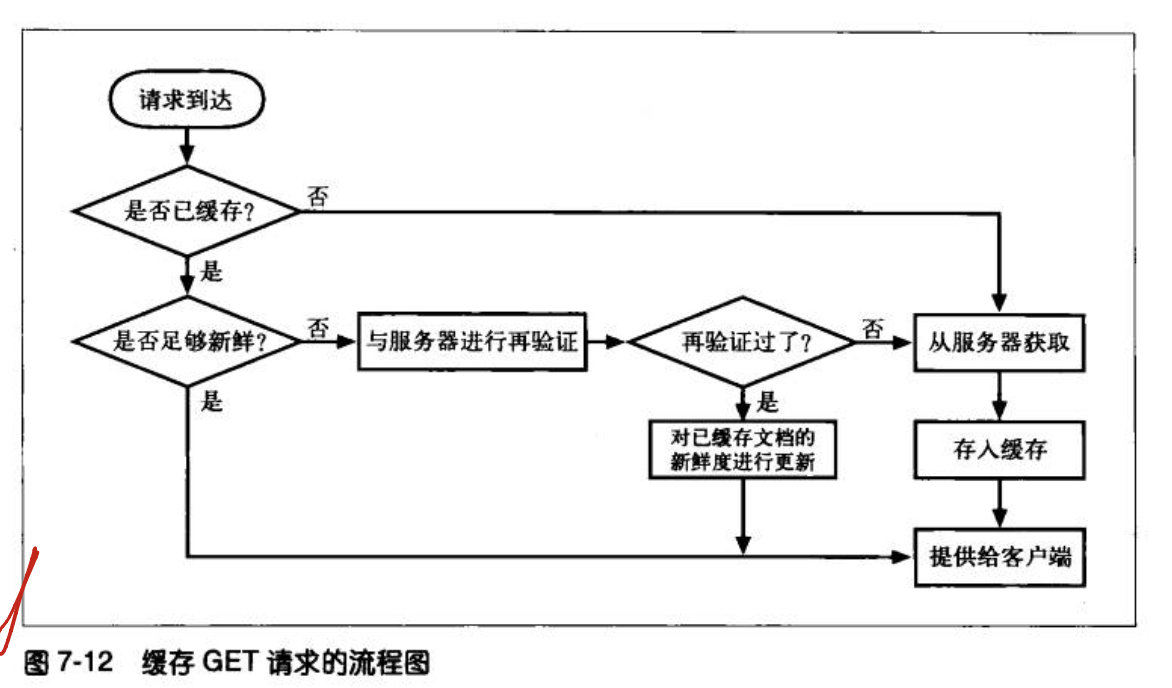 请求到达
是否已缓存?
否
是
是否足够新鲜?
否
与服务器进行再验证
再验证过了?
否
从服务器获取
是
是
对已缓存文档的
新鲜度进行更新
存入缓存
提供给客户端
图 7-12 缓存 GET 请求的流程图